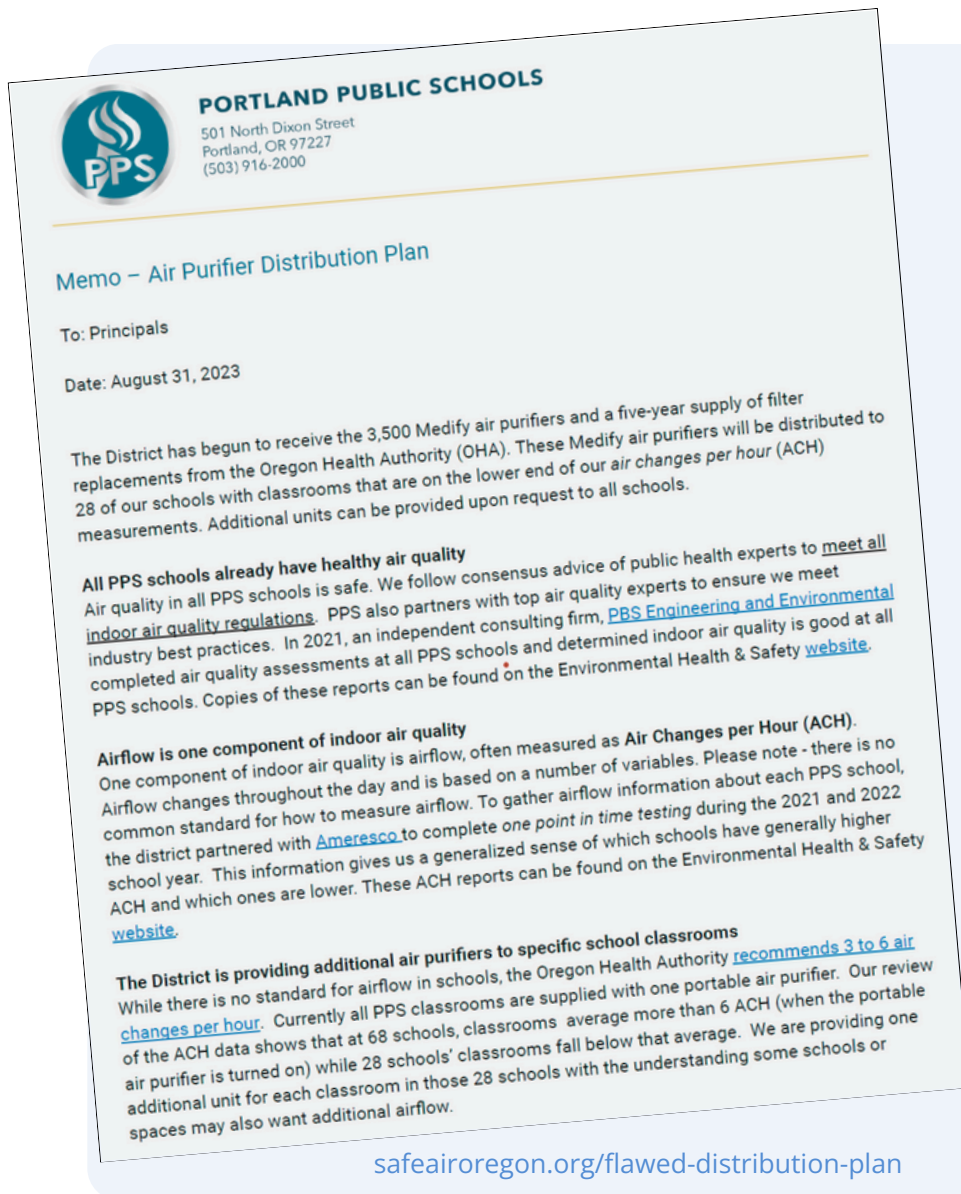 PPS
PORTLAND PUBLIC SCHOOLS
501 North Dixon Street
Portland, OR 97227
(503) 916-2000
Memo – Air Purifier Distribution Plan
To: Principals
Date: August 31, 2023
The District has begun to receive the 3,500 Medify air purifiers and a five-year supply of filter
replacements from the Oregon Health Authority (OHA). These Medify air purifiers will be distributed to
28 of our schools with classrooms that are on the lower end of our air changes per hour (ACH)
measurements. Additional units can be provided upon request to all schools.
All PPS schools already have healthy air quality
Air quality in all PPS schools is safe. We follow consensus advice of public health experts to meet all
indoor air quality regulations. PPS also partners with top air quality experts to ensure we meet
industry best practices. In 2021, an independent consulting firm, PBS Engineering and Environmental
completed air quality assessments at all PPS schools and determined indoor air quality is good at all
PPS schools. Copies of these reports can be found on the Environmental Health & Safety website.
Airflow is one component of indoor air quality
One component of indoor air quality is airflow, often measured as Air Changes per Hour (ACH).
Airflow changes throughout the day and is based on a number of variables. Please note - there is no
common standard for how to measure airflow. To gather airflow information about each PPS school,
the district partnered with Ameresco to complete one point in time testing during the 2021 and 2022
school year. This information gives us a generalized sense of which schools have generally higher
ACH and which ones are lower. These ACH reports can be found on the Environmental Health & Safety
website.
The District is providing additional air purifiers to specific school classrooms
While there is no standard for airflow in schools, the Oregon Health Authority recommends 3 to 6 air
changes per hour. Currently all PPS classrooms are supplied with one portable air purifier. Our review
of the ACH data shows that at 68 schools, classrooms average more than 6 ACH (when the portable
air purifier is turned on) while 28 schools' classrooms fall below that average. We are providing one
additional unit for each classroom in those 28 schools with the understanding some schools or
spaces may also want additional airflow.
safeairoregon.org/flawed-distribution-plan